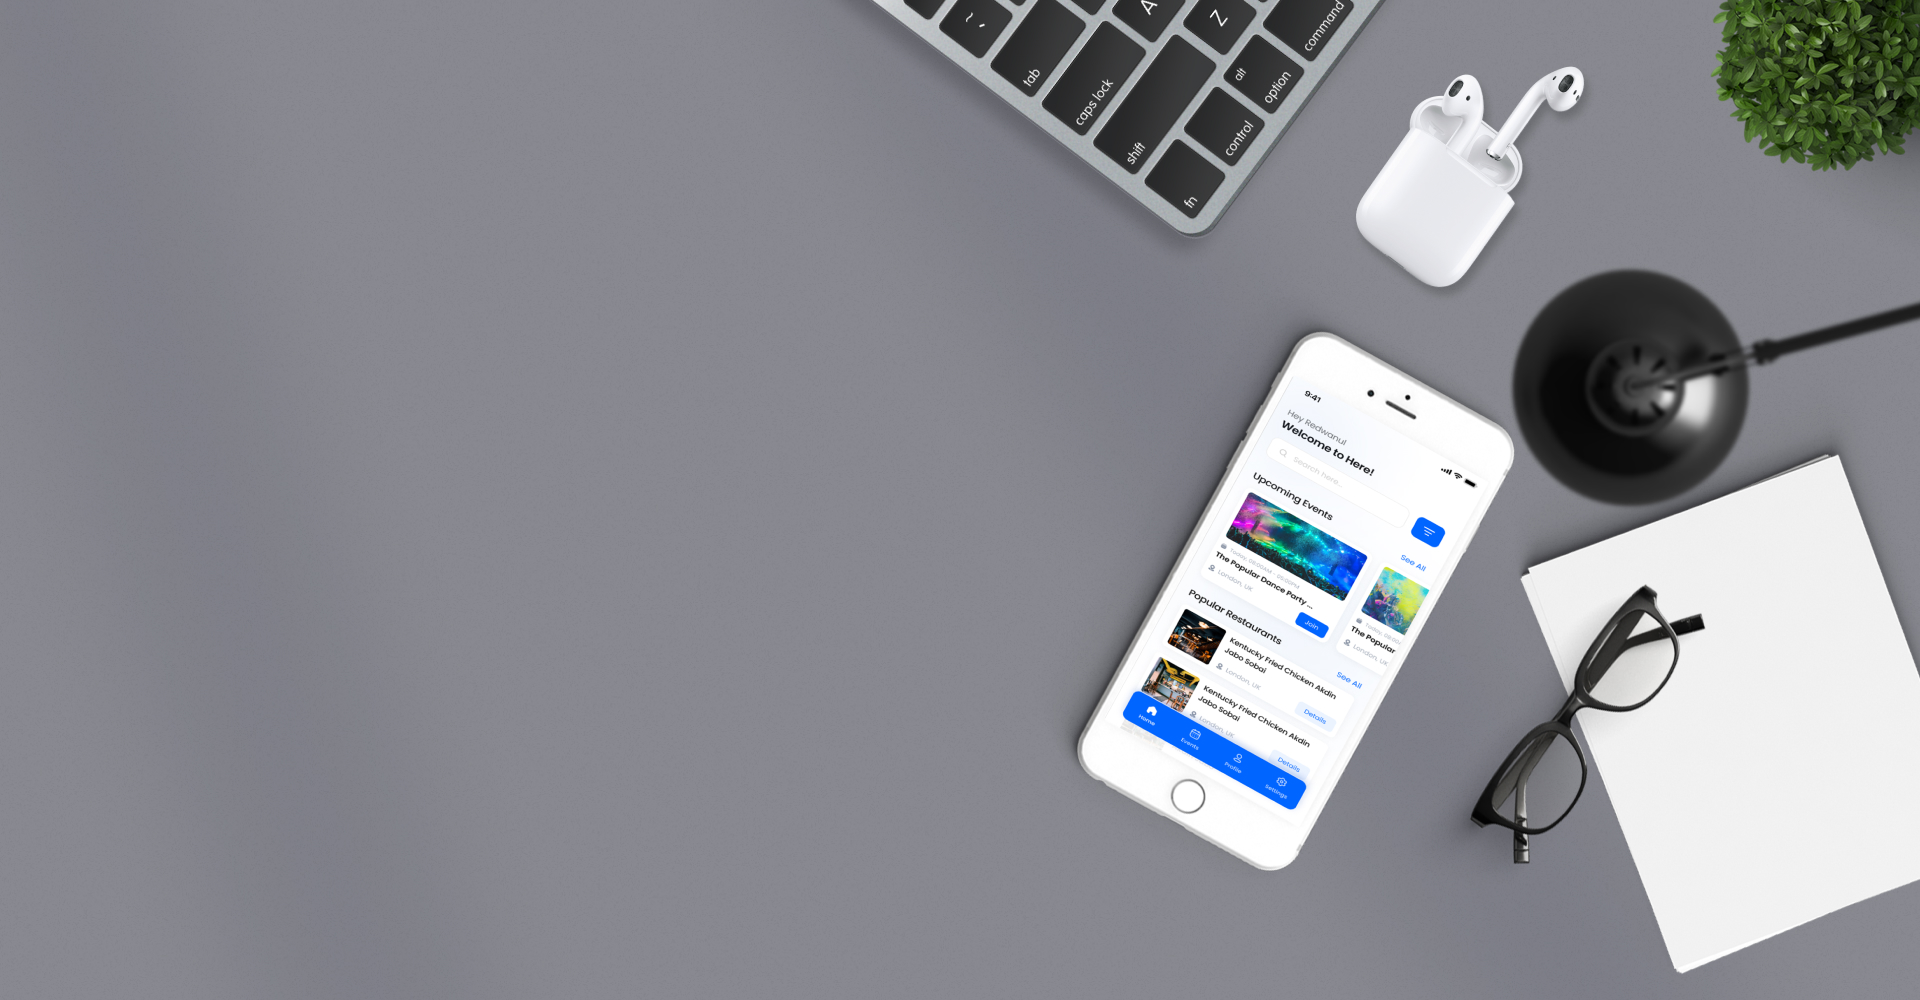 ~ `
tab
caps lock
shift
fn
A
Z
control
alt
option
command
9:41
Hey Redwanul
Welcome to Here!
Search here...
Upcoming Events
See All
The Popular Dance Party ...
London, UK
Join
The Popular
London, UK
Popular Restaurants
See All
Kentucky Fried Chicken Akdin
Jabo Sobai
London, UK
Details
Kentucky Fried Chicken Akdin
Jabo Sobai
London, UK
Details
Home
Events
Profile
Settings